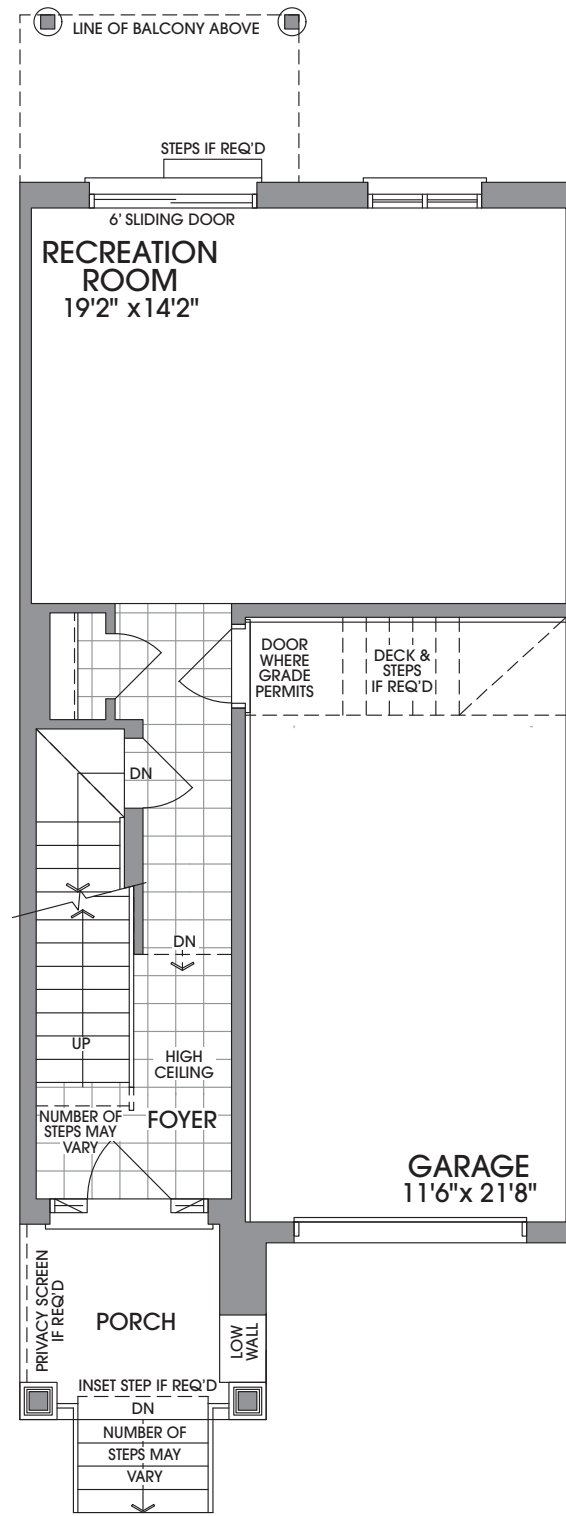 LINE OF BALCONY ABOVE
STEPS IF REQ'D
6' SLIDING DOOR
RECREATION
ROOM
19'2" x 14'2"
DOOR
WHERE
GRADE
PERMITS
DECK &
STEPS
IF REQ'D
DN
DN
UP
HIGH
CEILING
NUMBER OF
STEPS MAY
VARY
FOYER
GARAGE
11'6" x 21'8"
PRIVACY SCREEN
IF REQ'D
PORCH
LOW
WALL
INSET STEP IF REQ'D
DN
NUMBER OF
STEPS MAY
VARY